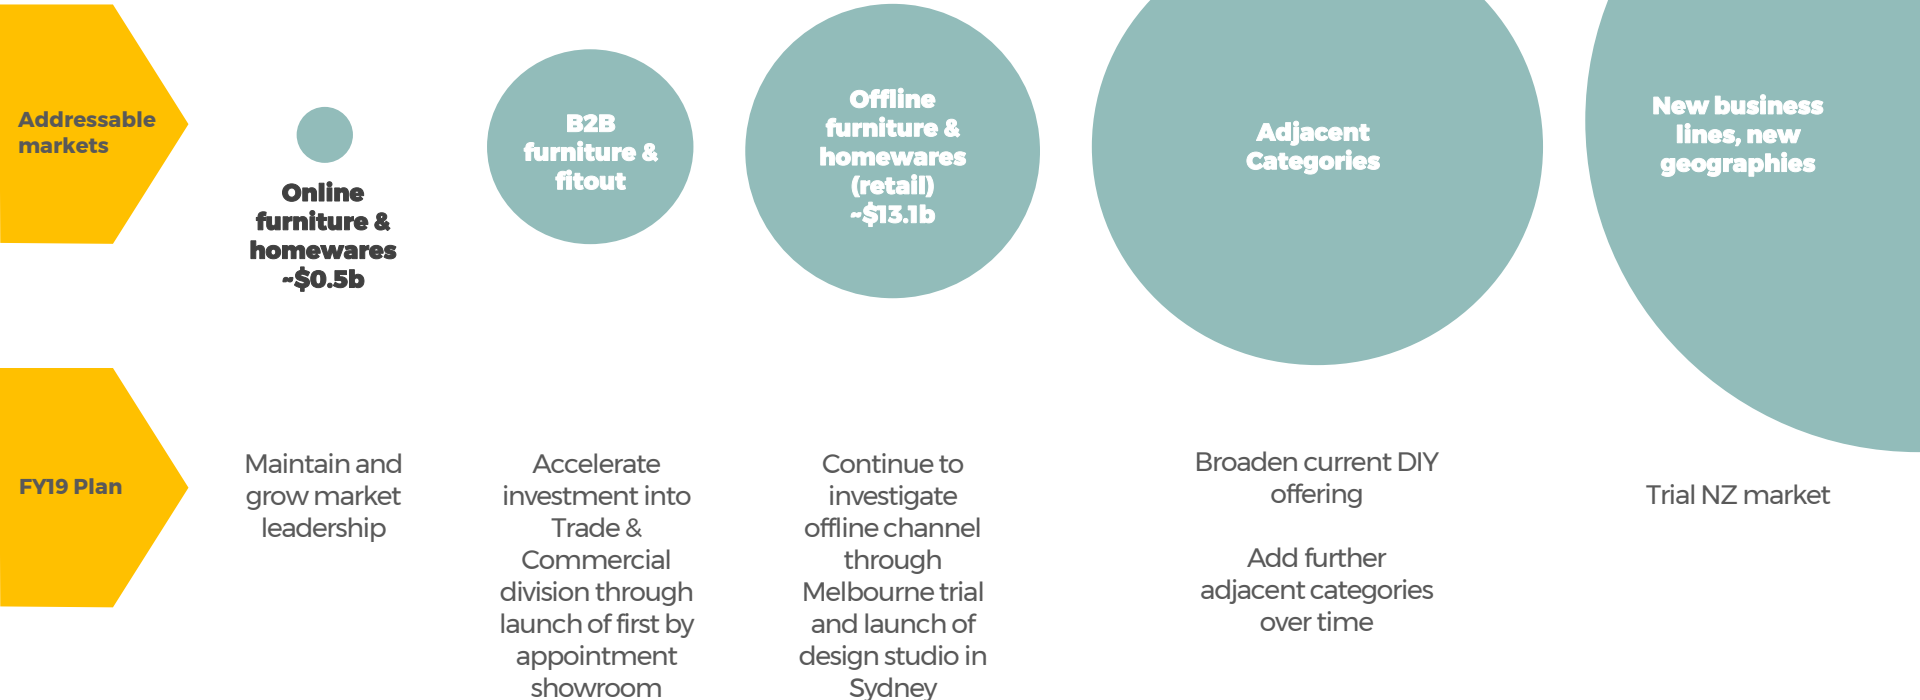 Addressable
markets
Online
furniture &
homewares
~$0.5b
B2B
furniture &
fitout
Offline
furniture &
homewares
(retail)
~$13.1b
Adjacent
Categories
New business
lines, new
geographies
FY19 Plan
Maintain and
grow market
leadership
Accelerate
investment into
Trade &
Commercial
division through
launch of first by
appointment
showroom
Continue to
investigate
offline channel
through
Melbourne trial
and launch of
design studio in
Sydney
Broaden current DIY
offering
Add further
adjacent categories
over time
Trial NZ market